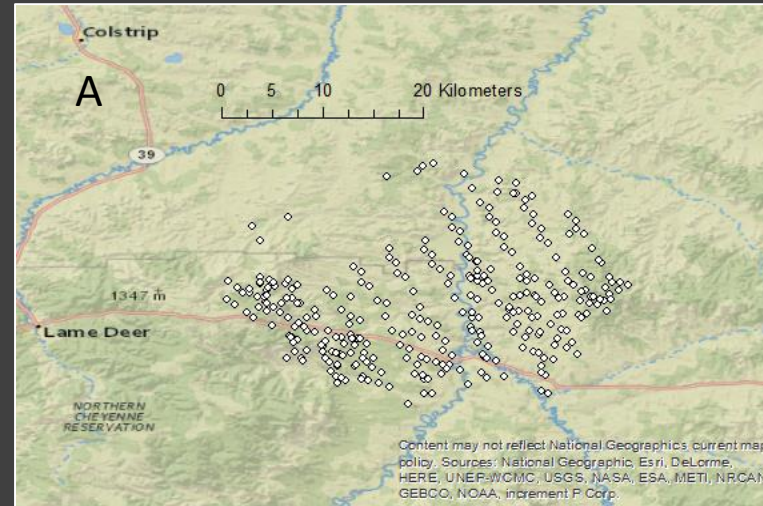 Colstrip
A
0 5 10 20 Kilometers
39
1347 m
Lame Deer
NORTHERN
CHEYENNE
RESERVATION
Content may not reflect National Geographic's current map
policy. Sources: National Geographic, Esri, DeLorme,
HERE, UNEP-WCMC, USGS, NASA, ESA, METI, NRCAN,
GEBCO, NOAA, increment P Corp.